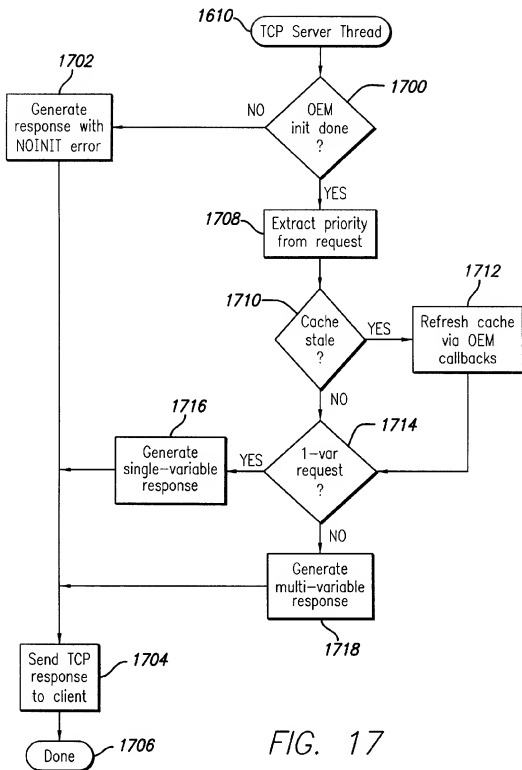 1610
TCP Server Thread
1702
Generate
response with
NOINIT error
NO
OEM
init done
?
1700
YES
1708
Extract priority
from request
1710
Cache
stale
?
YES
1712
Refresh cache
via OEM
callbacks
NO
1716
Generate
single-variable
response
YES
1-var
request
?
1714
NO
Generate
multi-variable
response
1718
Send TCP
response
to client
1704
Done
1706
FIG. 17